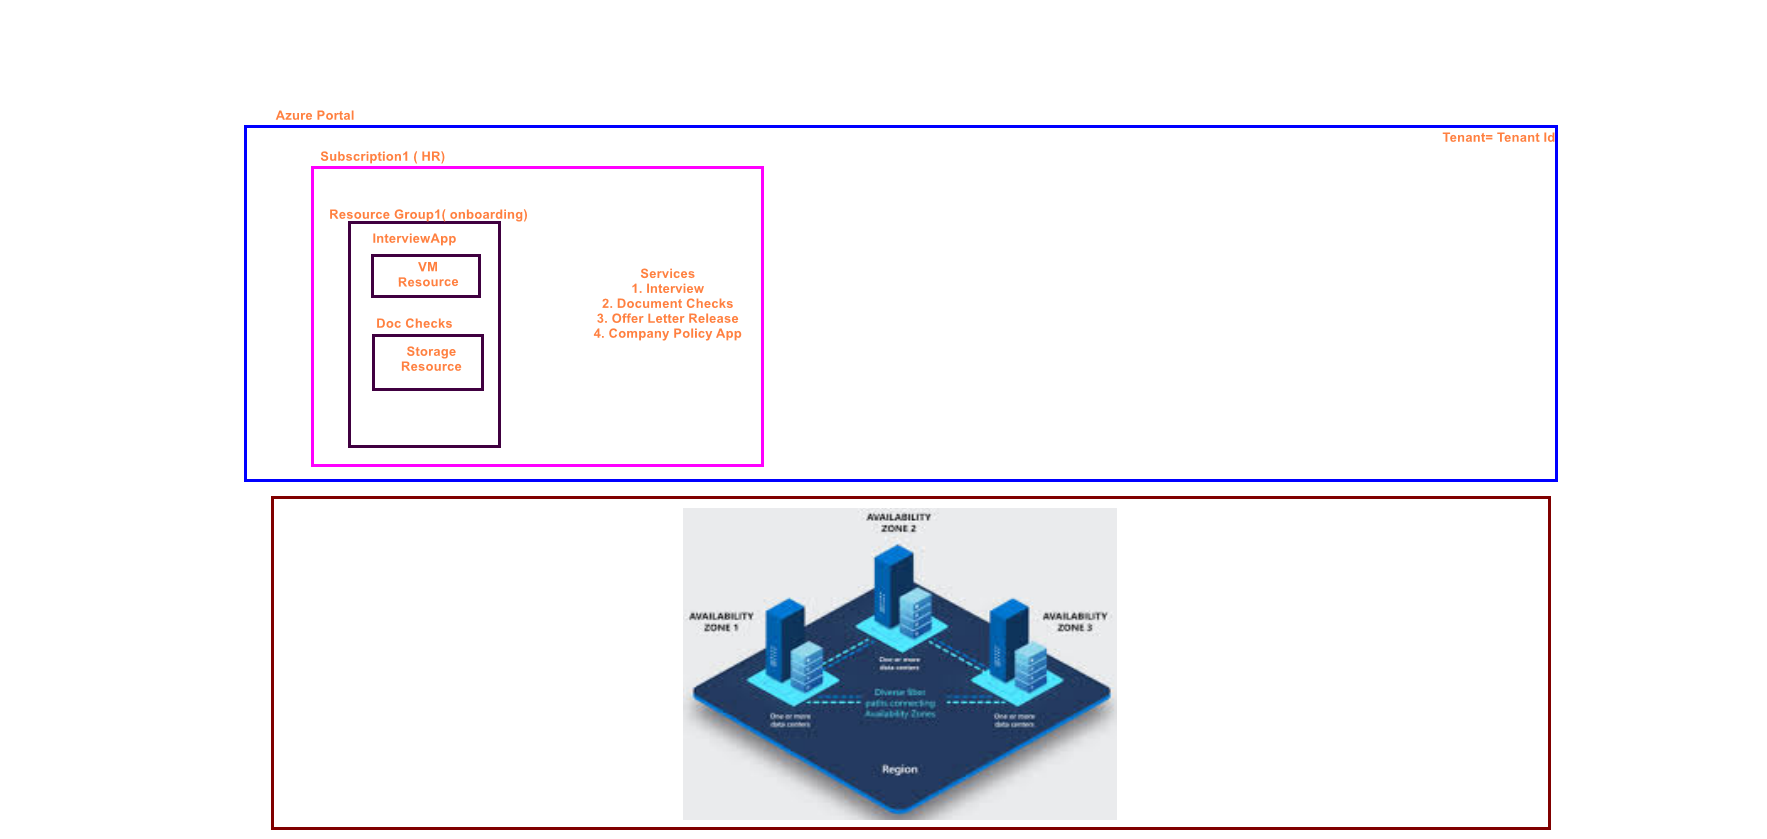 Azure Portal
Tenant= Tenant Id
Subscription1 ( HR)
Resource Group1( onboarding)
InterviewApp
VM
Resource
Doc Checks
Storage
Resource
Services
1. Interview
2. Document Checks
3. Offer Letter Release
4. Company Policy App
AVAILABILITY
ZONE 2
AVAILABILITY
ZONE 1
AVAILABILITY
ZONE 3
One or more
data centers
Diverse fiber
paths connecting
Availability Zones
One or more
data centers
One or more
data centers
Region